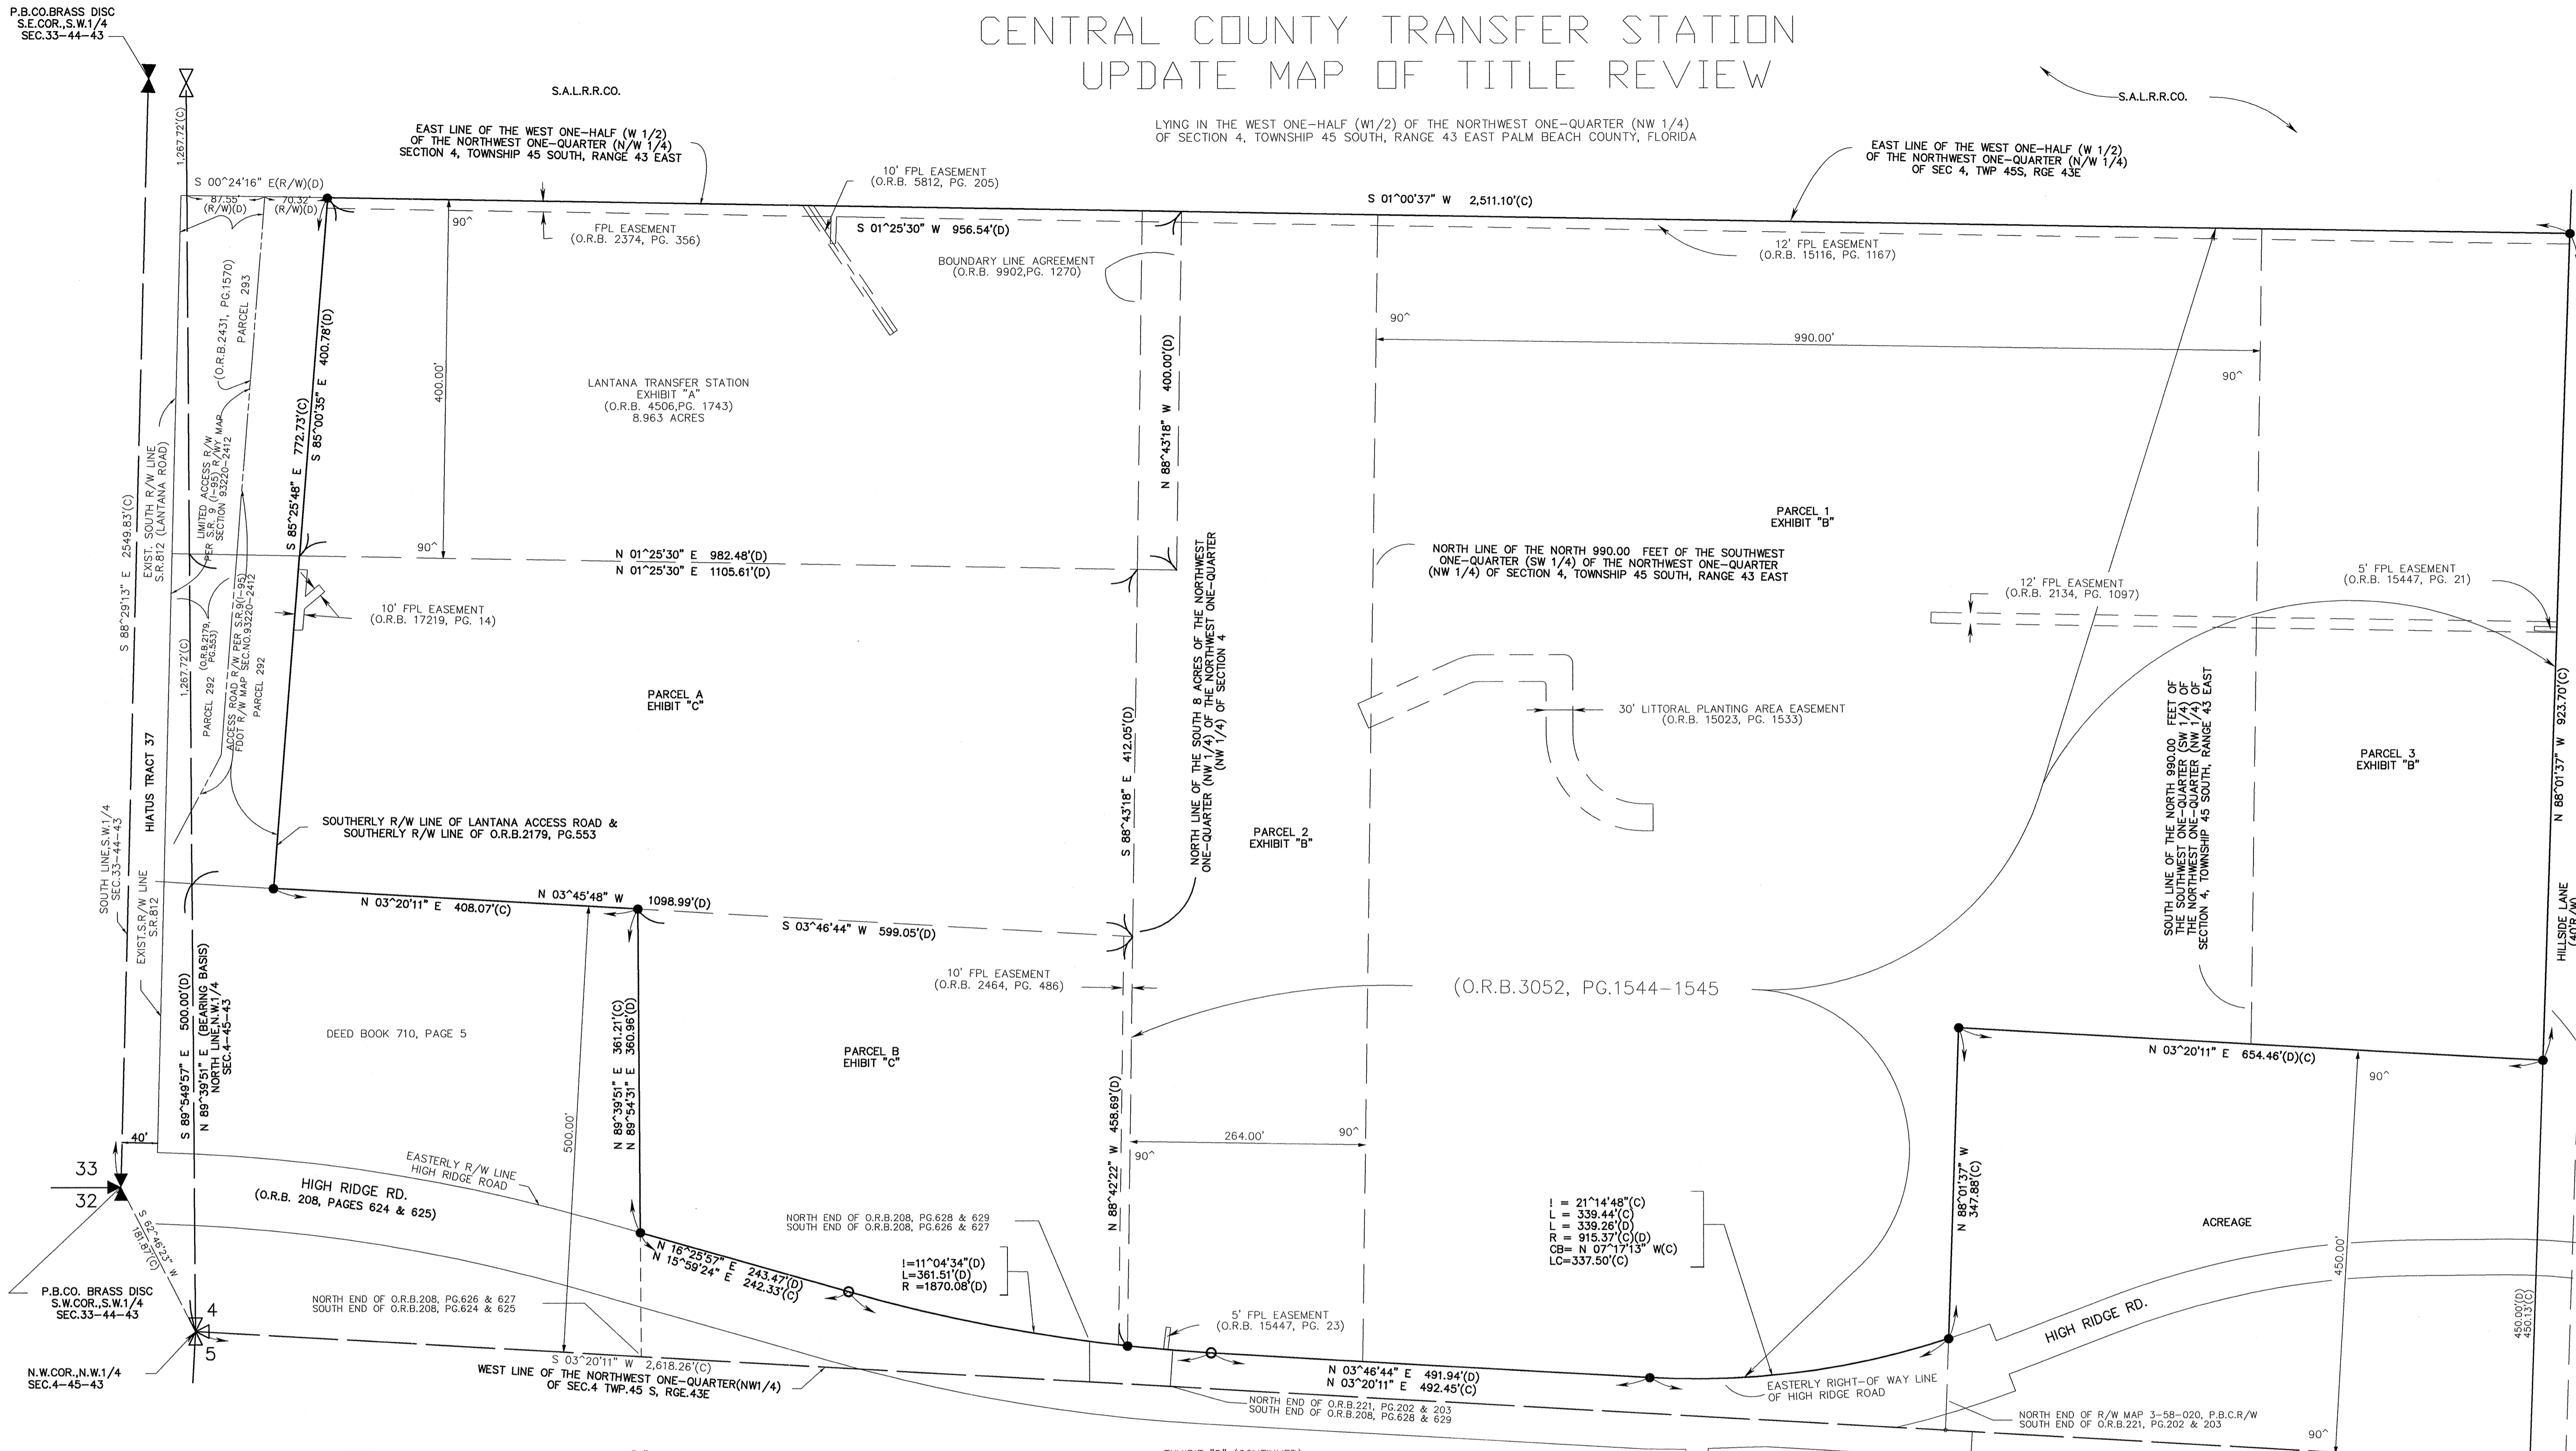 CENTRAL COUNTY TRANSFER STATION
UPDATE MAP OF TITLE REVIEW
LYING IN THE WEST ONE-HALF (W1/2) OF THE NORTHWEST ONE-QUARTER (NW 1/4)
OF SECTION 4, TOWNSHIP 45 SOUTH, RANGE 43 EAST PALM BEACH COUNTY, FLORIDA
P.B.CO.BRASS DISC
S.E.COR.,S.W.1/4
SEC.33-44-43
S.A.L.R.R.CO.
S.A.L.R.R.CO.
EAST LINE OF THE WEST ONE-HALF (W 1/2)
OF THE NORTHWEST ONE-QUARTER (N/W 1/4)
SECTION 4, TOWNSHIP 45 SOUTH, RANGE 43 EAST
EAST LINE OF THE WEST ONE-HALF (W 1/2)
OF THE NORTHWEST ONE-QUARTER (N/W 1/4)
OF SEC 4, TWP 45S, RGE 43E
1,267.72'(C)
S 00^24'16" E(R/W)(D)
87.55'
(R/W)(D)
70.32'
(R/W)(D)
10' FPL EASEMENT
(O.R.B. 5812, PG. 205)
S 01^00'37" W 2,511.10'(C)
90^
FPL EASEMENT
(O.R.B. 2374, PG. 356)
S 01^25'30" W 956.54'(D)
BOUNDARY LINE AGREEMENT
(O.R.B. 9902,PG. 1270)
12' FPL EASEMENT
(O.R.B. 15116, PG. 1167)
(O.R.B.2431, PG.1570)
PARCEL 293
S 85^25'48" E 772.73'(C)
S 85^00'35" E 400.78'(D)
400.00'
LANTANA TRANSFER STATION
EXHIBIT "A"
(O.R.B. 4506,PG. 1743)
8.963 ACRES
N 88^43'18" W 400.00'(D)
90^
990.00'
90^
S 88^29'13" E 2549.83'(C)
EXIST. SOUTH R/W LINE
S.R.812 (LANTANA ROAD)
LIMITED ACCESS R/W
PER S.R. 9 (I-95) R/WY MAP
SECTION 93220-2412
90^
N 01^25'30" E 982.48'(D)
N 01^25'30" E 1105.61'(D)
PARCEL 1
EXHIBIT "B"
NORTH LINE OF THE NORTH 990.00 FEET OF THE SOUTHWEST
ONE-QUARTER (SW 1/4) OF THE NORTHWEST ONE-QUARTER
(NW 1/4) OF SECTION 4, TOWNSHIP 45 SOUTH, RANGE 43 EAST
12' FPL EASEMENT
(O.R.B. 2134, PG. 1097)
5' FPL EASEMENT
(O.R.B. 15447, PG. 21)
10' FPL EASEMENT
(O.R.B. 17219, PG. 14)
NORTH LINE OF THE SOUTH 8 ACRES OF THE NORTHWEST
ONE-QUARTER (NW 1/4) OF THE NORTHWEST ONE-QUARTER
(NW 1/4) OF SECTION 4
1,267.72'(C)
PARCEL 292
(O.R.B.2179,
PG.553)
ACCESS ROAD R/W PER S.R.9(I-95)
FDOT R/W MAP SEC.NO.93220-2412
PARCEL 292
PARCEL A
EHIBIT "C"
30' LITTORAL PLANTING AREA EASEMENT
(O.R.B. 15023, PG. 1533)
SOUTH LINE OF THE NORTH 990.00 FEET OF
THE SOUTHWEST ONE-QUARTER (SW 1/4) OF
THE NORTHWEST ONE-QUARTER (NW 1/4) OF
SECTION 4, TOWNSHIP 45 SOUTH, RANGE 43 EAST
N 88^01'37" W 923.70'(C)
PARCEL 3
EXHIBIT "B"
HIATUS TRACT 37
S 88^43'18" E 412.05'(D)
SOUTHERLY R/W LINE OF LANTANA ACCESS ROAD &
SOUTHERLY R/W LINE OF O.R.B.2179, PG.553
PARCEL 2
EXHIBIT "B"
SOUTH LINE,S.W.1/4
SEC.33-44-43
EXIST.S.R/W LINE
S.R.812
N 03^20'11" E 408.07'(C)
N 03^45'48" W 1098.99'(D)
S 03^46'44" W 599.05'(D)
HILLSIDE LANE
(40'R/W)
10' FPL EASEMENT
(O.R.B. 2464, PG. 486)
(O.R.B.3052, PG.1544-1545
S 89^549'57" E 500.00'(D)
N 89^39'51" E (BEARING BASIS)
NORTH LINE,N.W.1/4
SEC.4-45-43
DEED BOOK 710, PAGE 5
N 89^39'51" E 361.21'(C)
N 89^54'31" E 360.96'(D)
PARCEL B
EHIBIT "C"
N 03^20'11" E 654.46'(D)(C)
90^
500.00'
N 88^42'22" W 458.69'(D)
264.00'
90^
90^
40'
33
32
EASTERLY R/W LINE
HIGH RIDGE ROAD
HIGH RIDGE RD.
(O.R.B. 208, PAGES 624 & 625)
N 88^01'37" W
347.88'(C)
ACREAGE
450.00'
S 62^46'23" W
181.87'(C)
NORTH END OF O.R.B.208, PG.628 & 629
SOUTH END OF O.R.B.208, PG.626 & 627
! = 21^14'48"(C)
L = 339.44'(C)
L = 339.26'(D)
R = 915.37'(C)(D)
CB= N 07^17'13" W(C)
LC=337.50'(C)
N 16^25'57" E 243.47'(D)
N 15^59'24" E 242.33'(C)
!=11^04'34"(D)
L=361.51'(D)
R =1870.08'(D)
P.B.CO. BRASS DISC
S.W.COR.,S.W.1/4
SEC.33-44-43
4
5
NORTH END OF O.R.B.208, PG.626 & 627
SOUTH END OF O.R.B.208, PG.624 & 625
5' FPL EASEMENT
(O.R.B. 15447, PG. 23)
HIGH RIDGE RD.
450.00'(D)
450.13'(C)
N.W.COR.,N.W.1/4
SEC.4-45-43
S 03^20'11" W 2,618.26'(C)
WEST LINE OF THE NORTHWEST ONE-QUARTER(NW1/4)
OF SEC.4 TWP.45 S, RGE.43E
N 03^46'44" E 491.94'(D)
N 03^20'11" E 492.45'(C)
EASTERLY RIGHT-OF WAY LINE
OF HIGH RIDGE ROAD
NORTH END OF O.R.B.221, PG.202 & 203
SOUTH END OF O.R.B.208, PG.628 & 629
NORTH END OF R/W MAP 3-58-020, P.B.C.R/W
SOUTH END OF O.R.B.221, PG.202 & 203
90^